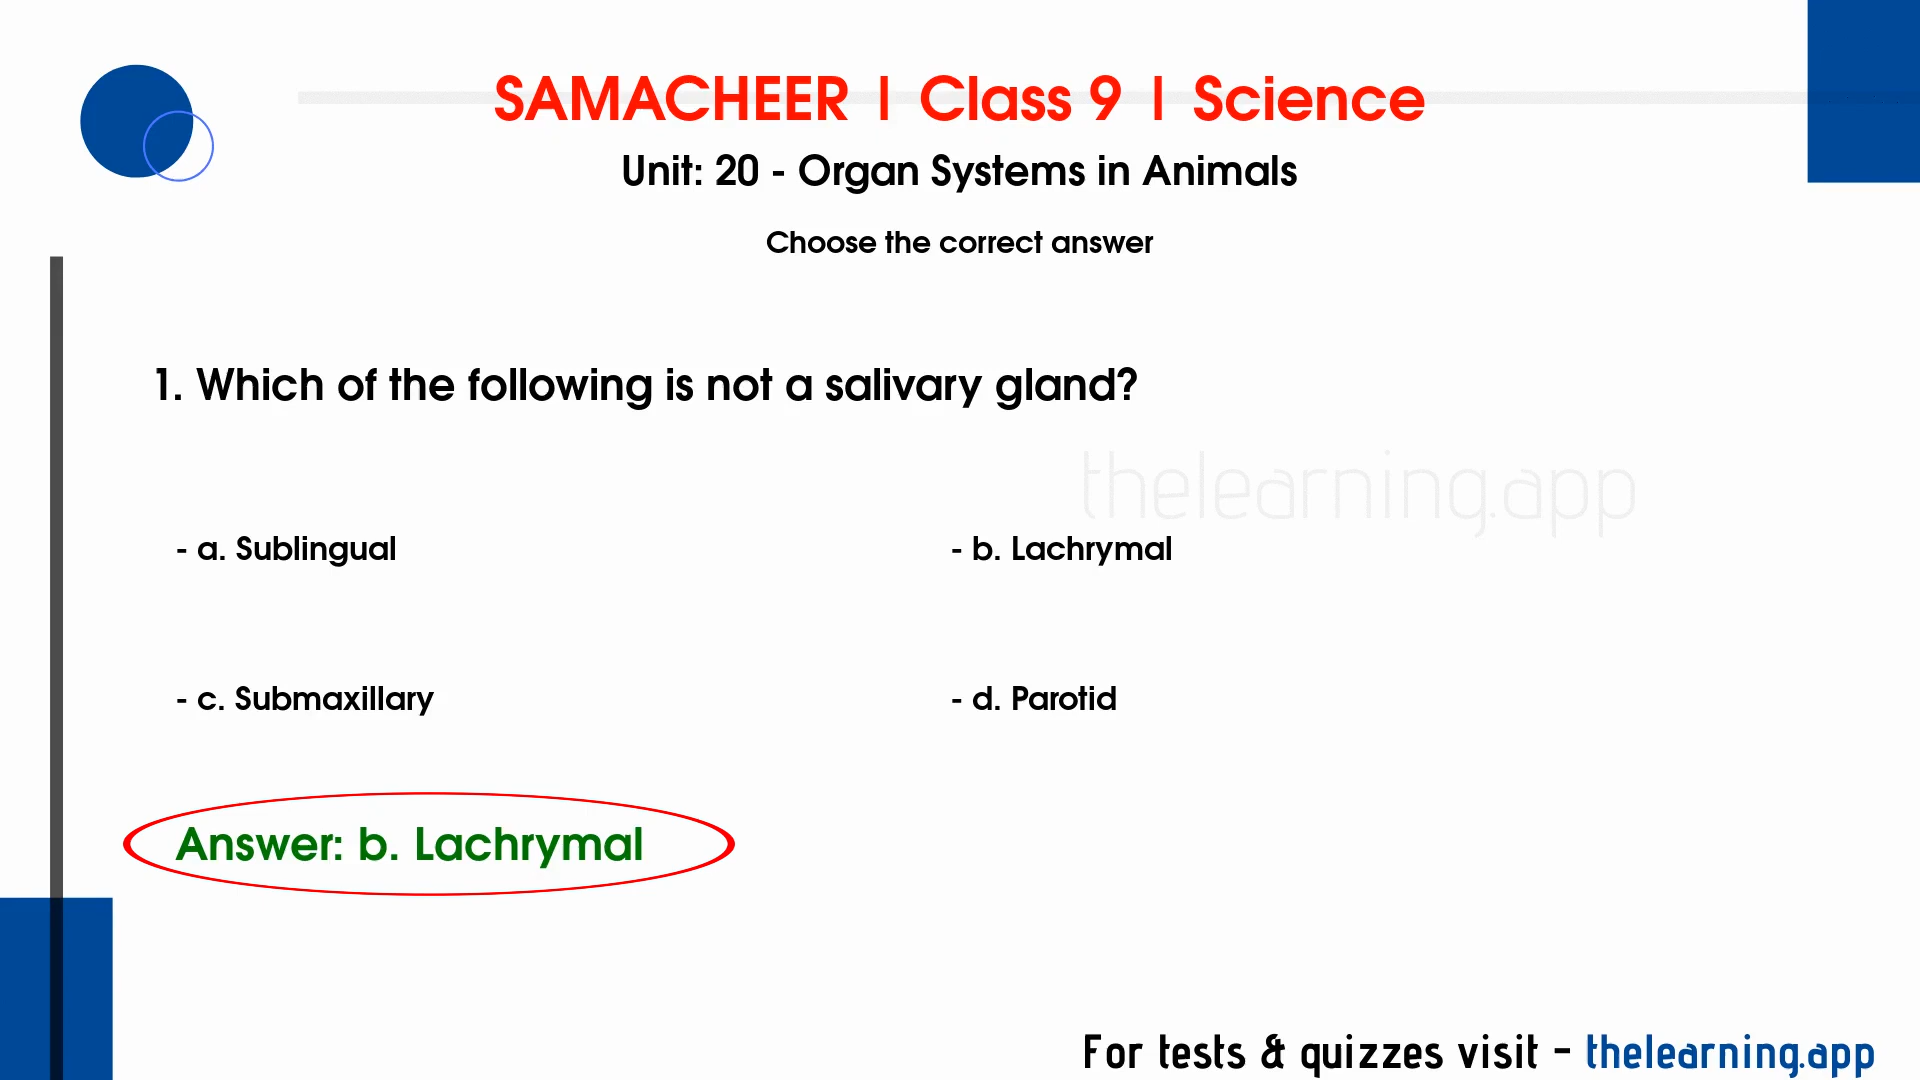 SAMACHEER | Class 9 | Science
Unit: 20 - Organ Systems in Animals
Choose the correct answer
1. Which of the following is not a salivary gland?
thelearning.app
- a. Sublingual
- b. Lachrymal
- c. Submaxillary
- d. Parotid
Answer: b. Lachrymal
For tests & quizzes visit - thelearning.app